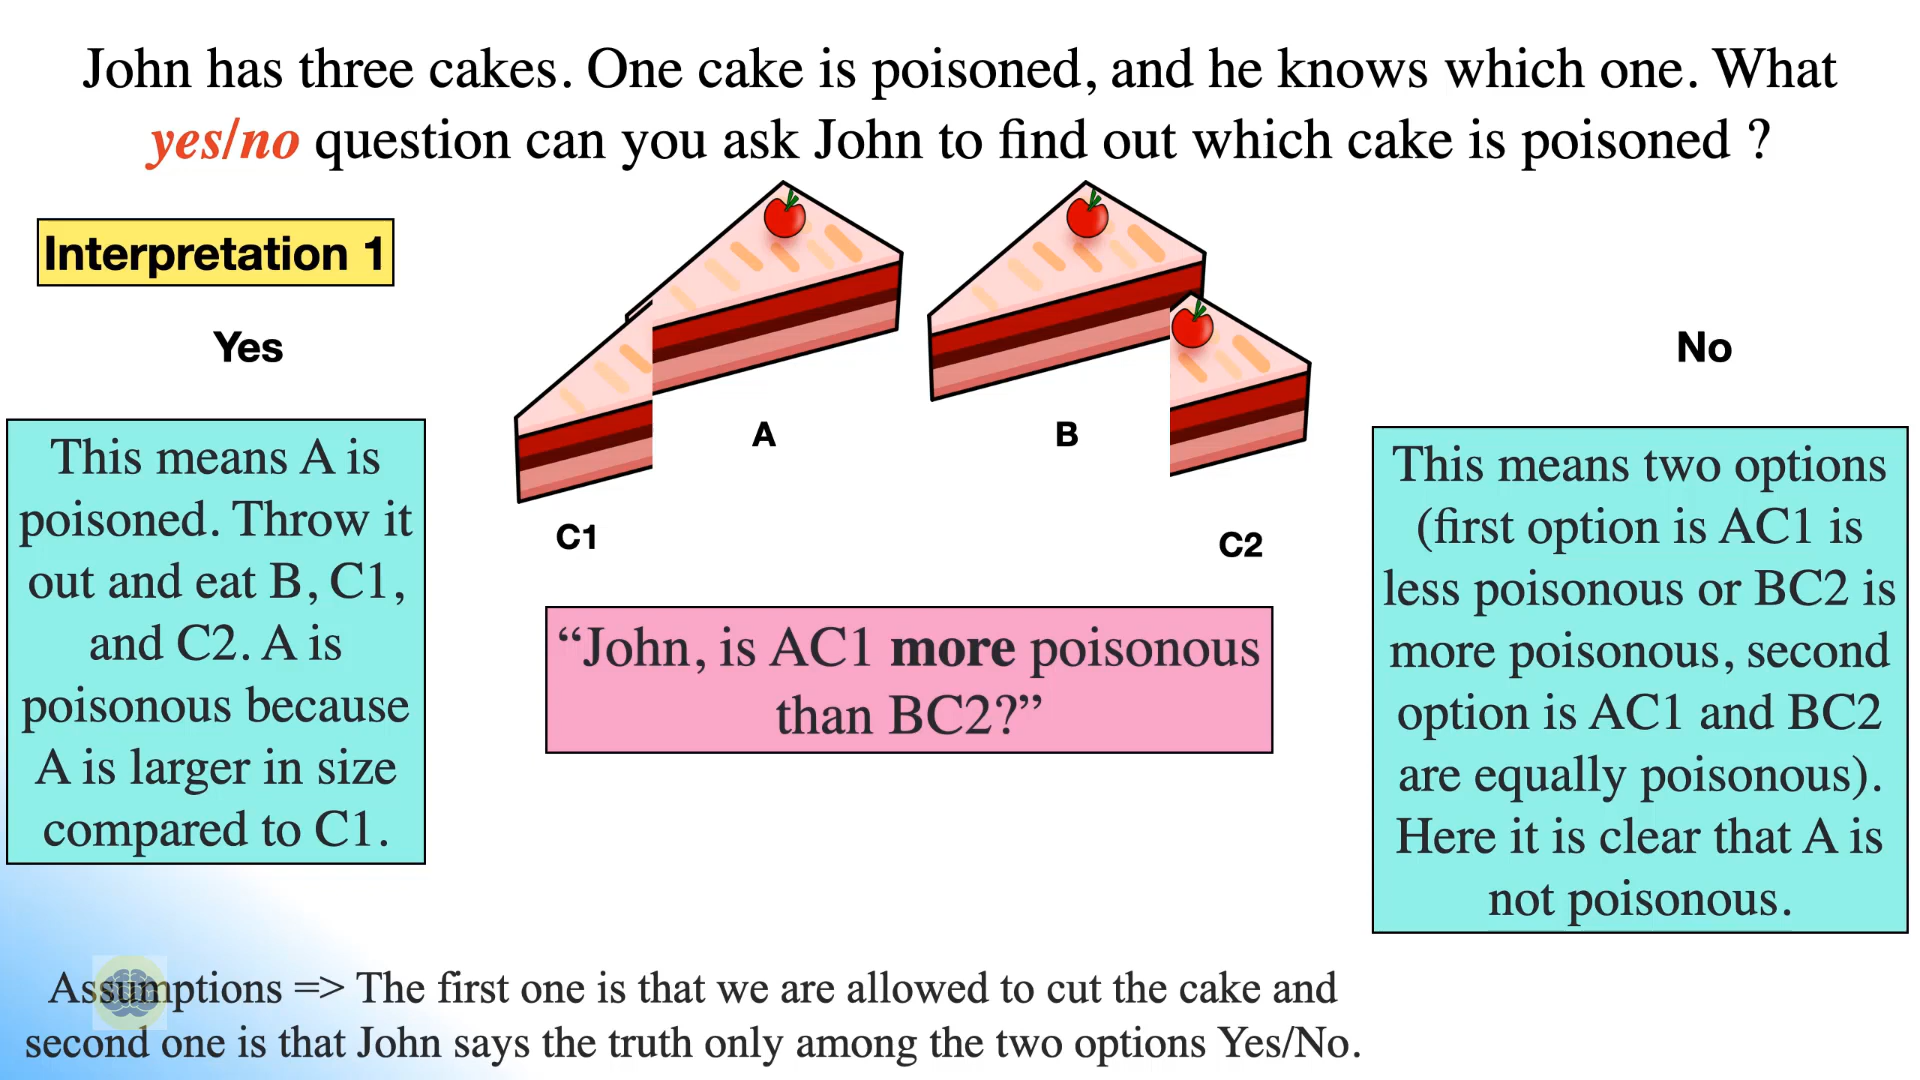 John has three cakes. One cake is poisoned, and he knows which one. What
yes/no question can you ask John to find out which cake is poisoned ?
Interpretation 1
Yes
No
This means A is
poisoned. Throw it
out and eat B, C1,
and C2. A is
poisonous because
A is larger in size
compared to C1.
A
B
C1
C2
“John, is AC1 more poisonous
than BC2?”
This means two options
(first option is AC1 is
less poisonous or BC2 is
more poisonous, second
option is AC1 and BC2
are equally poisonous).
Here it is clear that A is
not poisonous.
Assumptions => The first one is that we are allowed to cut the cake and
second one is that John says the truth only among the two options Yes/No.